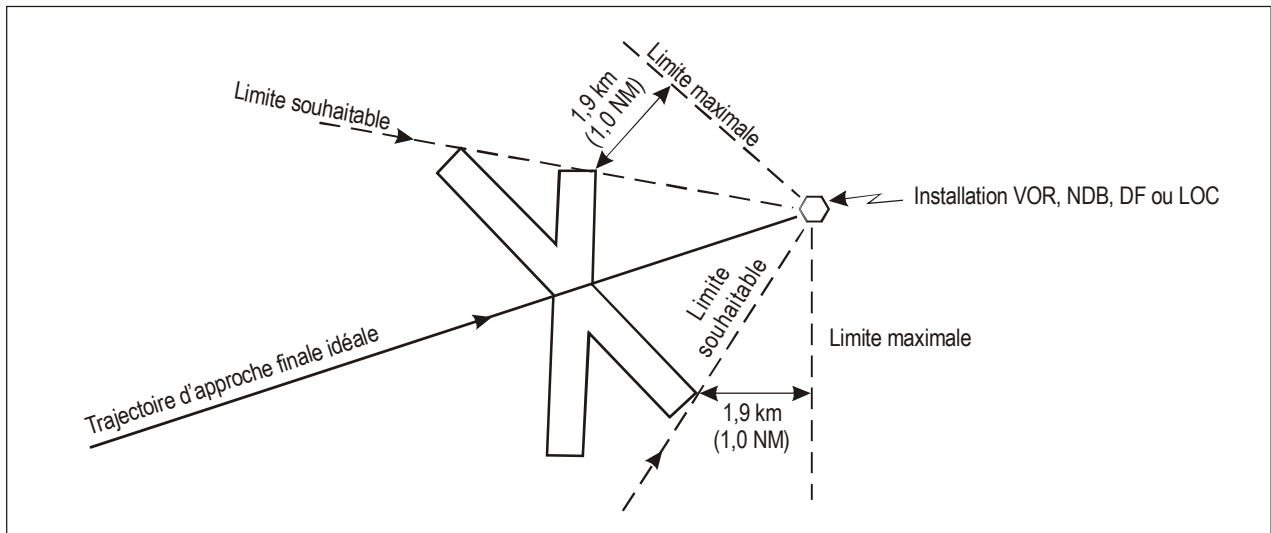 Limite souhaitable
1,9 km
(1,0 NM)
Limite maximale
Installation VOR, NDB, DF ou LOC
Limite
souhaitable
Limite maximale
Trajectoire d'approche finale idéale
1,9 km
(1,0 NM)